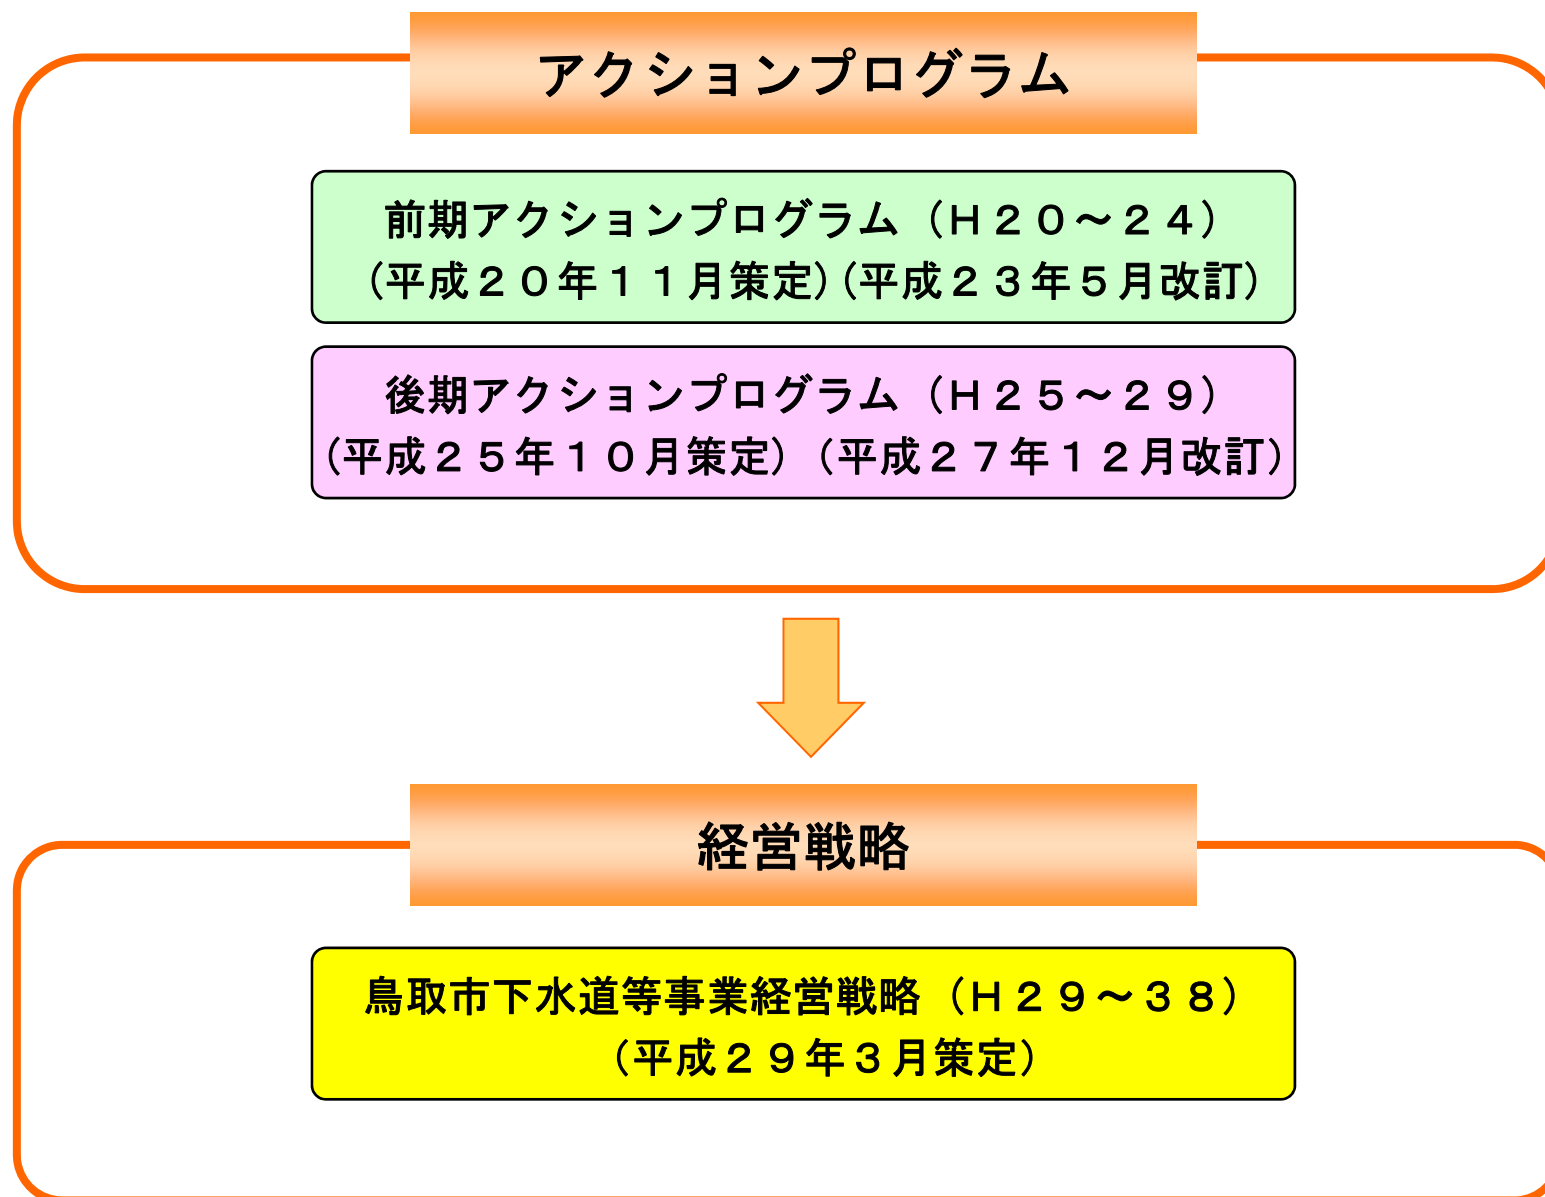 アクションプログラム
前期アクションプログラム（Ｈ２０～２４）
（平成２０年１１月策定）（平成２３年５月改訂）
後期アクションプログラム（Ｈ２５～２９）
（平成２５年１０月策定）（平成２７年１２月改訂）
経営戦略
鳥取市下水道等事業経営戦略（Ｈ２９～３８）
（平成２９年３月策定）